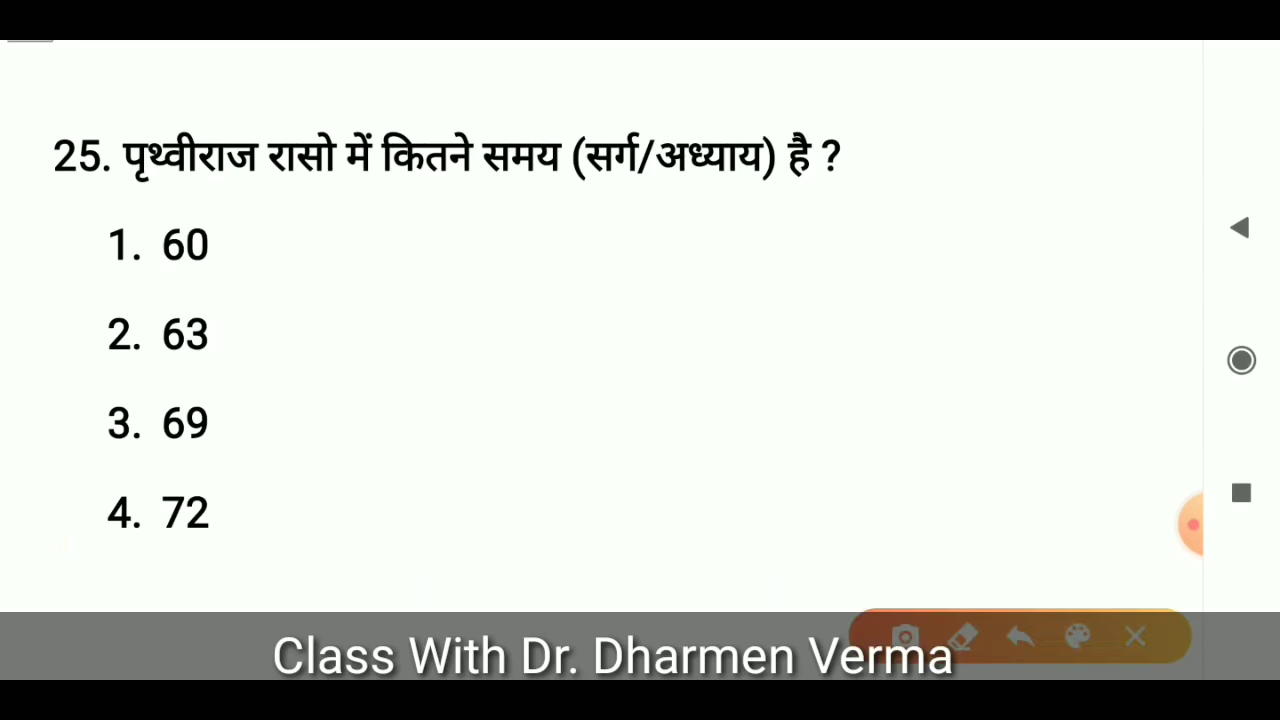 25. पृथ्वीराज रासो में कितने समय (सर्ग/अध्याय) है ?
1. 60
2. 63
3. 69
4. 72
Class With Dr. Dharmen Verma